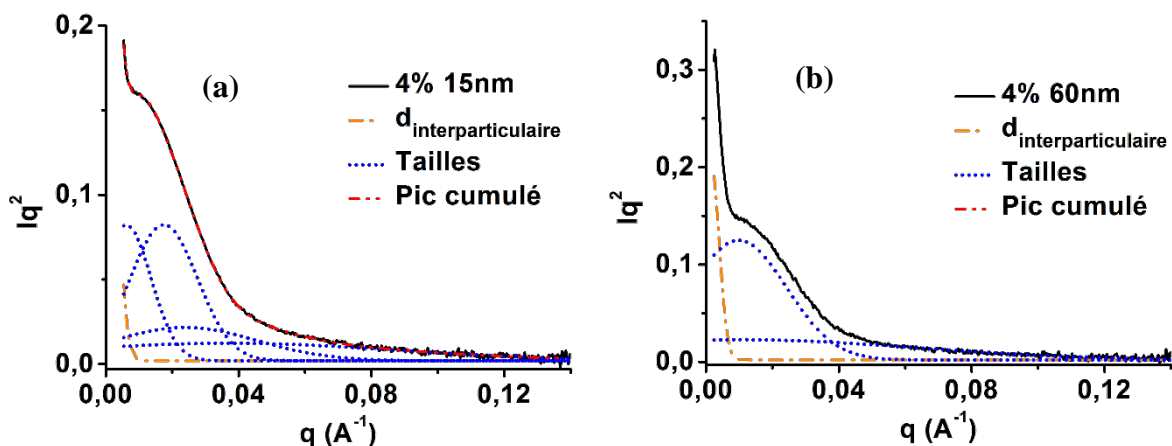 0,2
0,1
0,0
0,00
0,04
0,08
0,12
Iq²
q (A⁻¹)
(a)
4% 15nm
d interparticulaire
Tailles
Pic cumulé
0,3
0,2
0,1
0,0
0,00
0,04
0,08
0,12
Iq²
q (A⁻¹)
(b)
4% 60nm
d interparticulaire
Tailles
Pic cumulé